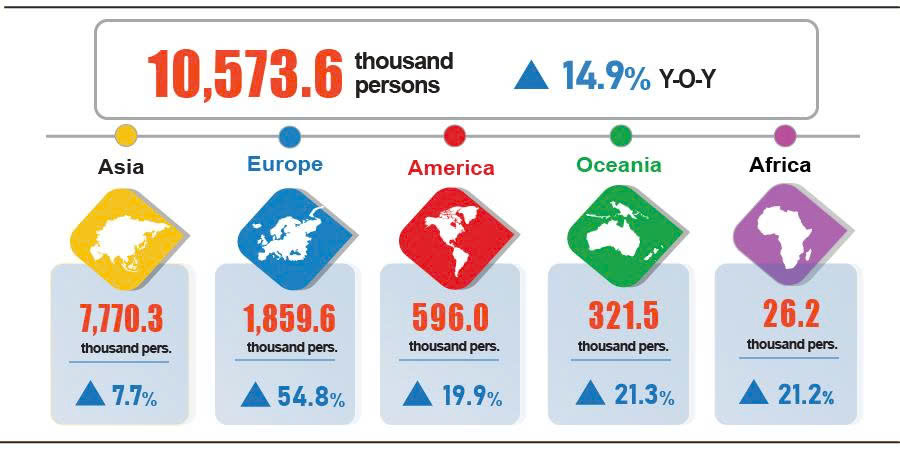 10,573.6 thousand persons ▲ 14.9% Y-O-Y
Asia Europe America Oceania Africa
7,770.3 1,859.6 596.0 321.5 26.2
thousand pers. thousand pers. thousand pers. thousand pers. thousand pers.
▲ 7.7% ▲ 54.8% ▲ 19.9% ▲ 21.3% ▲ 21.2%